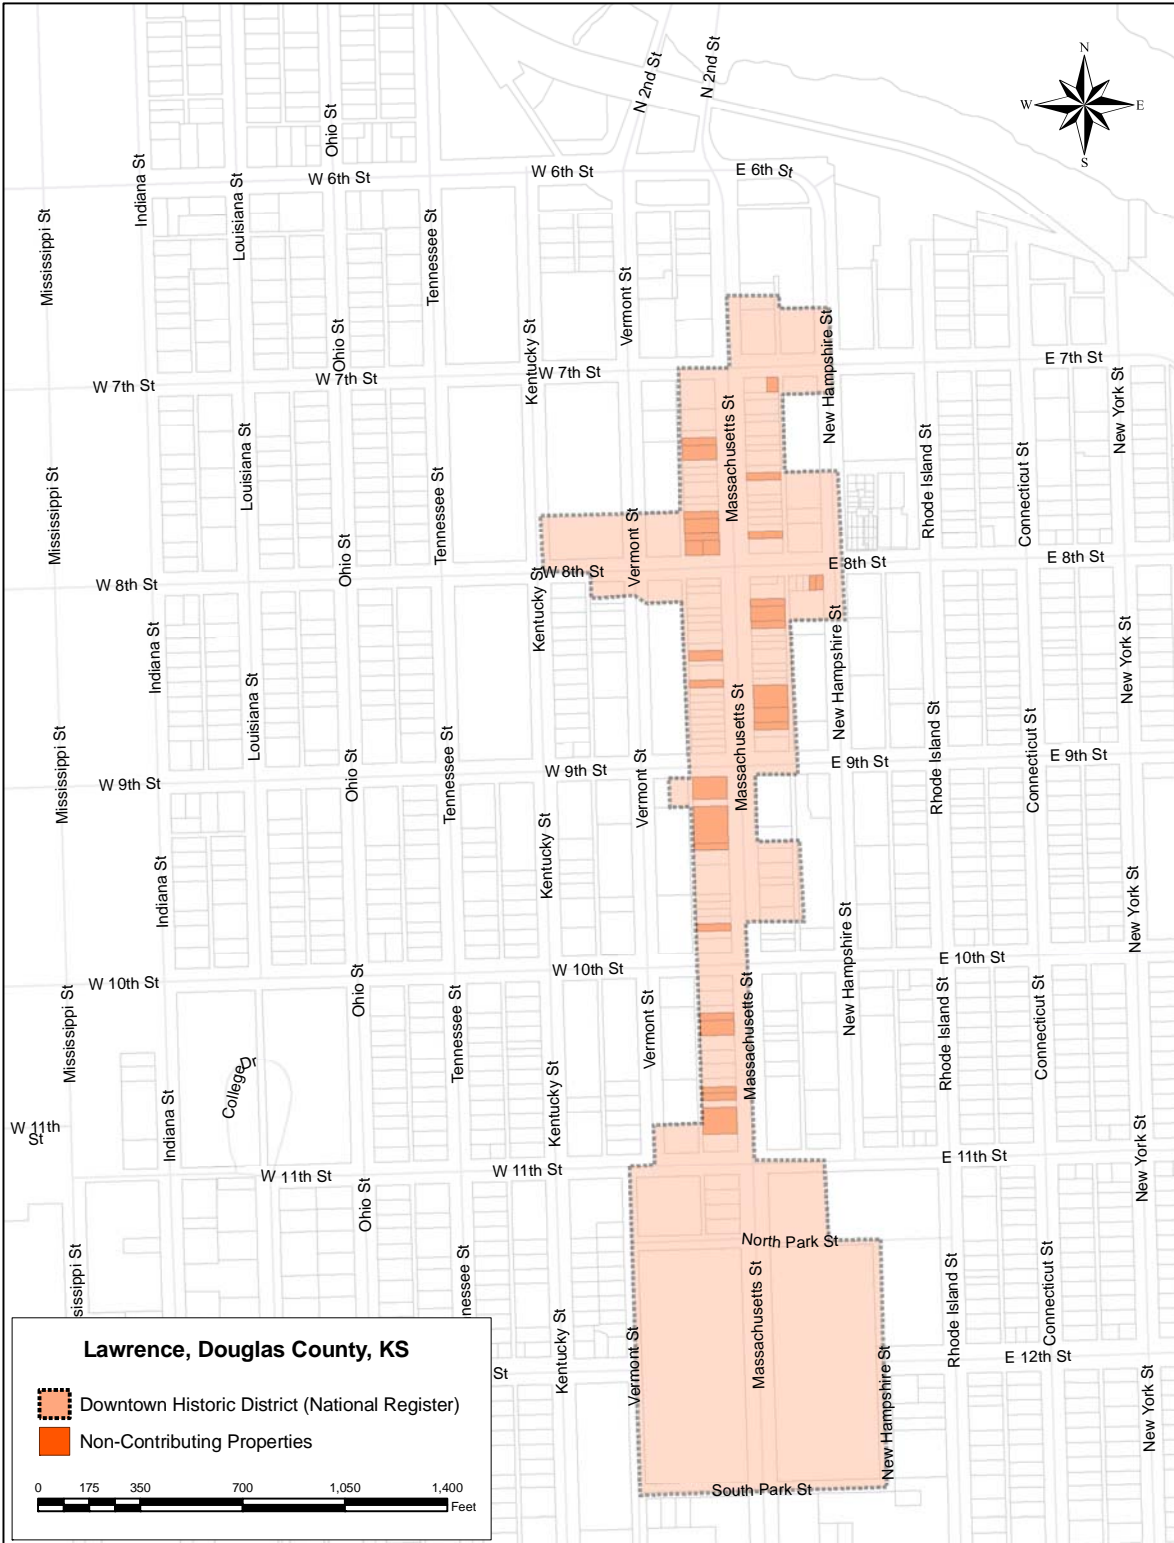 N 2nd St
N 2nd St
N
W
E
S
Ohio St
W 6th St
W 6th St
E 6th St
Indiana St
Louisiana St
Mississippi St
Tennessee St
Vermont St
Kentucky St
Ohio St
New Hampshire St
W 7th St
W 7th St
W 7th St
E 7th St
New York St
Massachusetts St
Louisiana St
Rhode Island St
Connecticut St
Mississippi St
Tennessee St
Vermont St
Ohio St
W 8th St
W 8th St
E 8th St
E 8th St
Kentucky St
Indiana St
Louisiana St
New Hampshire St
New York St
Massachusetts St
Rhode Island St
Connecticut St
Mississippi St
Tennessee St
Ohio St
Vermont St
W 9th St
W 9th St
E 9th St
E 9th St
Kentucky St
Indiana St
New Hampshire St
New York St
W 10th St
W 10th St
E 10th St
Ohio St
Mississippi St
Tennessee St
Vermont St
Massachusetts St
Rhode Island St
Connecticut St
College Dr
Indiana St
Kentucky St
New York St
W 11th
St
W 11th St
W 11th St
E 11th St
Ohio St
North Park St
sissippi St
nnessee St
Kentucky St
Vermont St
Massachusetts St
New Hampshire St
Rhode Island St
Connecticut St
New York St
St
E 12th St
South Park St
Lawrence, Douglas County, KS
Downtown Historic District (National Register)
Non-Contributing Properties
0 175 350 700 1,050 1,400
Feet